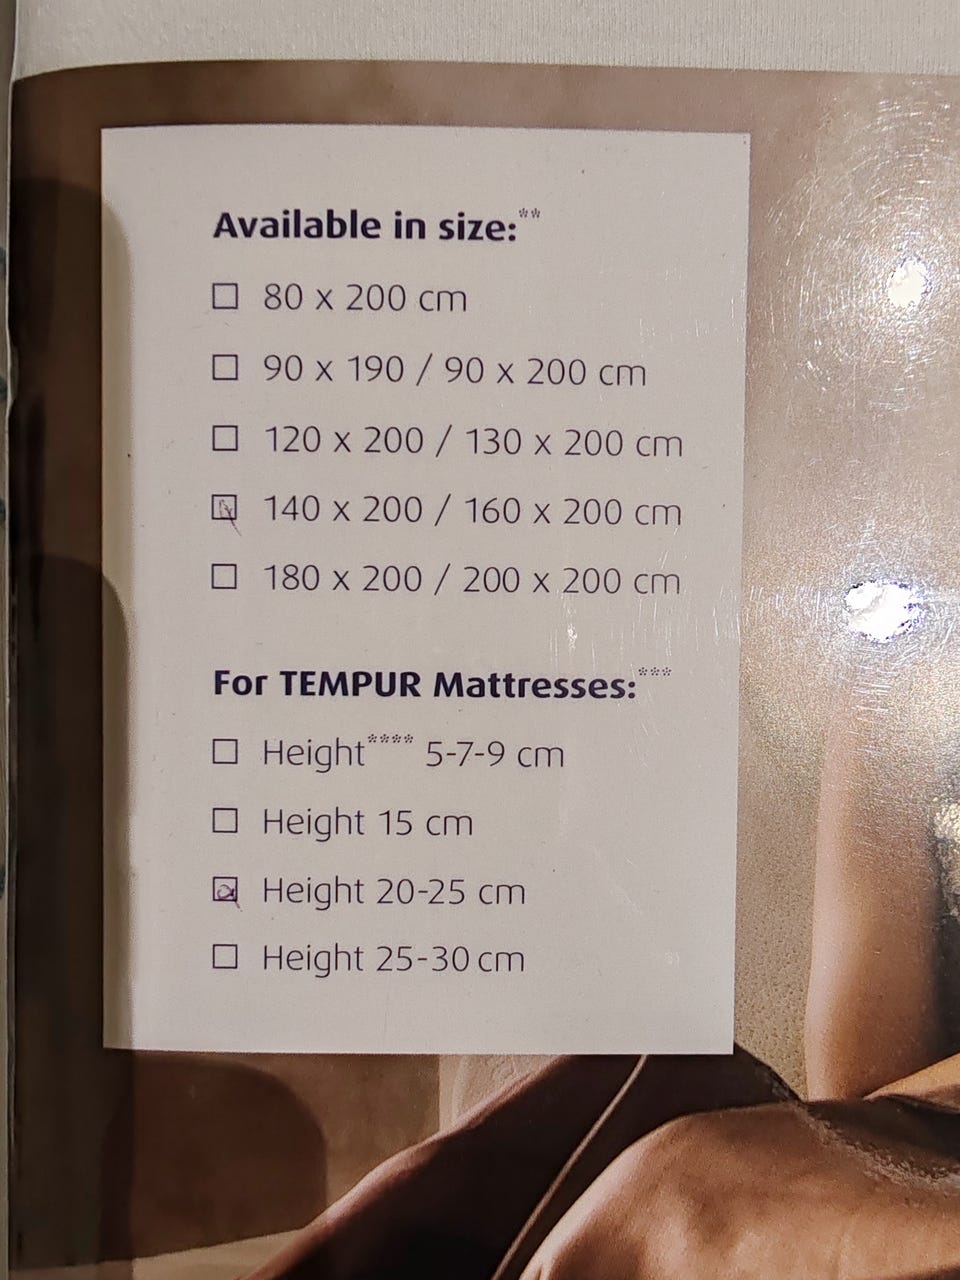 Available in size:**
☐ 80 x 200 cm
☐ 90 x 190 / 90 x 200 cm
☐ 120 x 200 / 130 x 200 cm
☑ 140 x 200 / 160 x 200 cm
☐ 180 x 200 / 200 x 200 cm
For TEMPUR Mattresses:***
☐ Height**** 5-7-9 cm
☐ Height 15 cm
☑ Height 20-25 cm
☐ Height 25-30 cm